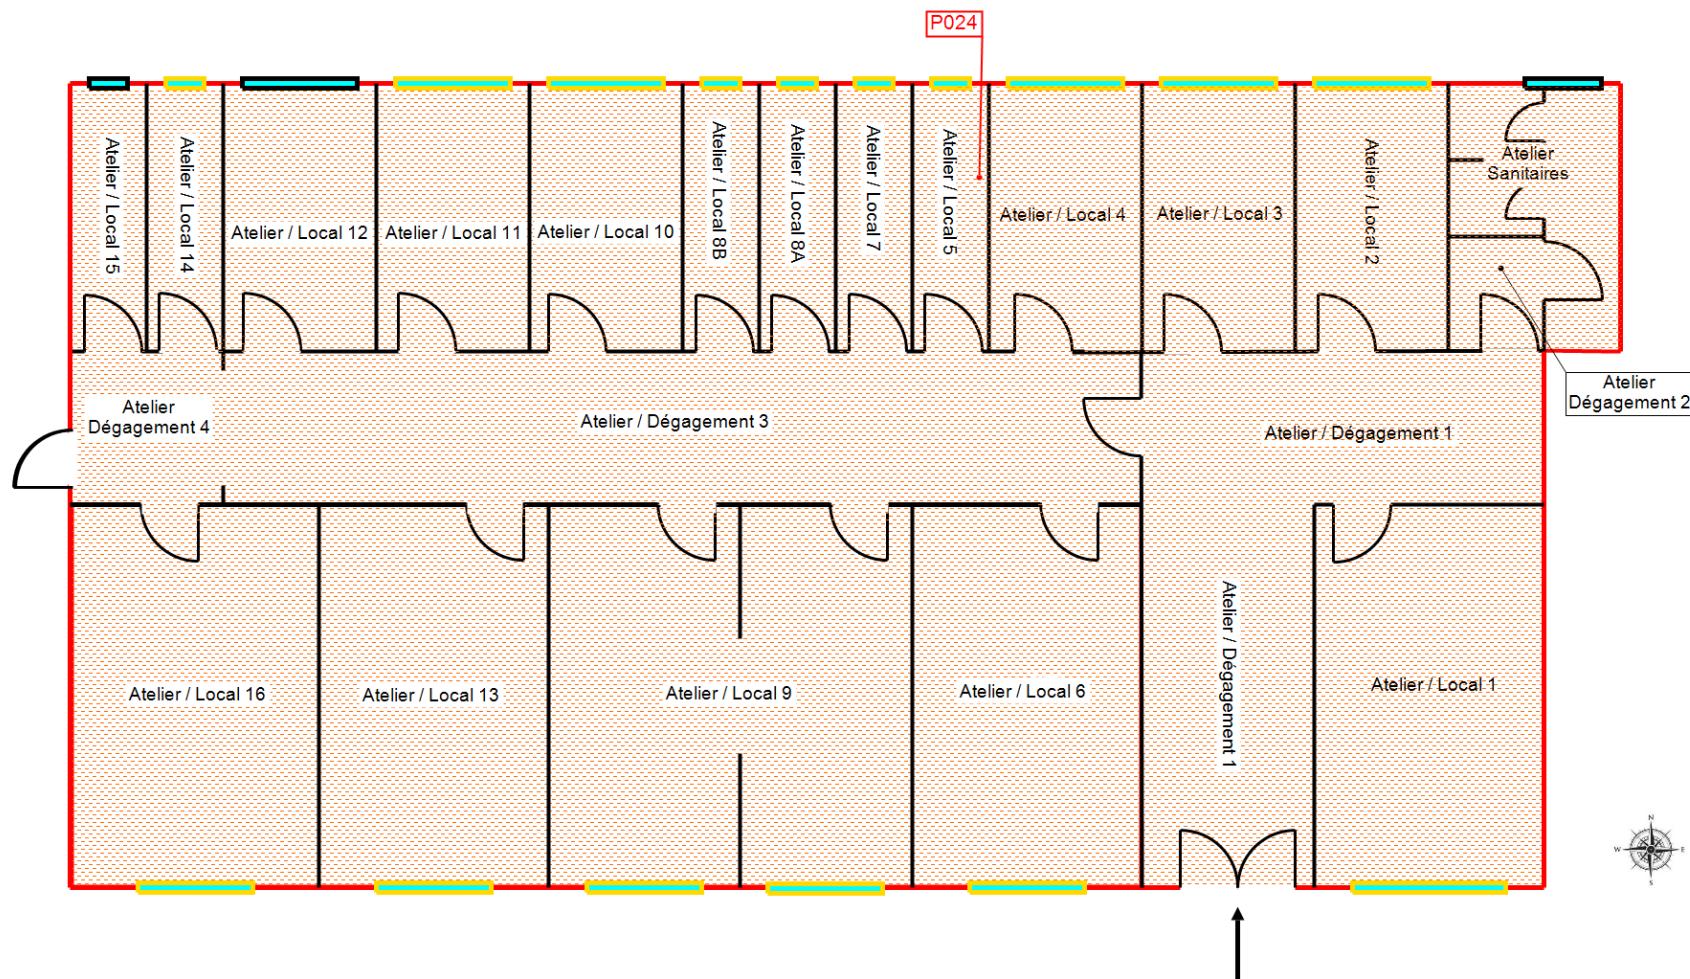 P024
Atelier / Local 15
Atelier / Local 14
Atelier / Local 12
Atelier / Local 11
Atelier / Local 10
Atelier / Local 8B
Atelier / Local 8A
Atelier / Local 7
Atelier / Local 5
Atelier / Local 4
Atelier / Local 3
Atelier / Local 2
Atelier
Sanitaires
Atelier
Dégagement 2
Atelier
Dégagement 4
Atelier / Dégagement 3
Atelier / Dégagement 1
Atelier / Local 16
Atelier / Local 13
Atelier / Local 9
Atelier / Local 6
Atelier / Dégagement 1
Atelier / Local 1
N
W
E
S